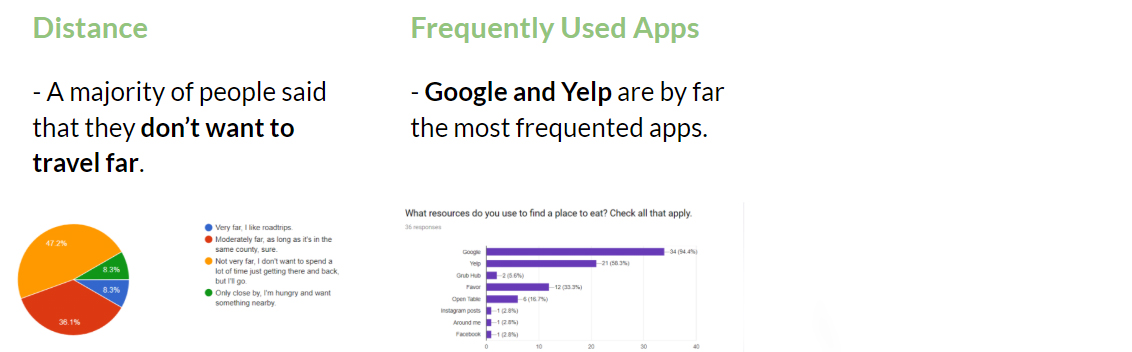 Distance
- A majority of people said
that they don't want to
travel far.
47.2%
8.3%
8.3%
36.1%
Very far, I like roadtrips.
Moderately far, as long as it's in the
same county, sure.
Not very far, I don't want to spend a
lot of time just getting there and back,
but I'll go.
Only close by, I'm hungry and want
something nearby.
Frequently Used Apps
- Google and Yelp are by far
the most frequented apps.
What resources do you use to find a place to eat? Check all that apply.
36 responses
Google 34 (94.4%)
Yelp 21 (58.3%)
Grub Hub 2 (5.6%)
Favor 12 (33.3%)
Open Table 6 (16.7%)
Instagram posts 1 (2.8%)
Around me 1 (2.8%)
Facebook 1 (2.8%)
0 10 20 30 40